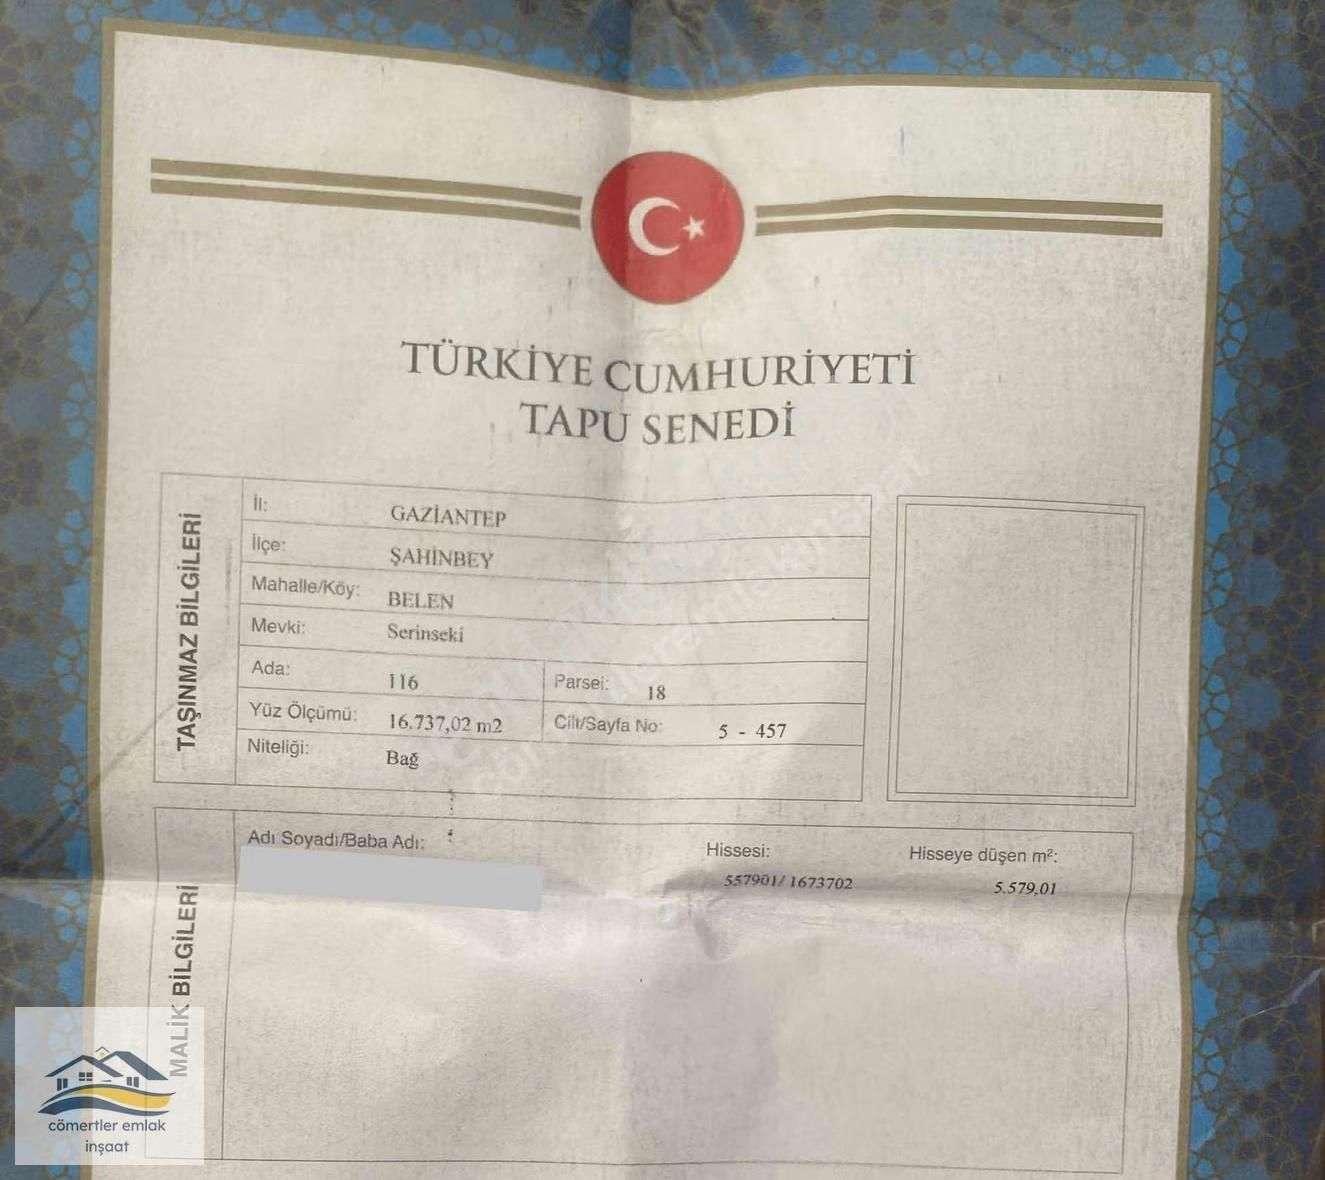 TÜRKİYE CUMHURİYETİ
TAPU SENEDİ
TAŞINMAZ BİLGİLERİ
İl: GAZİANTEP
İlçe: ŞAHİNBEY
Mahalle/Köy: BELEN
Mevki: Serinseki
Ada: 116 Parsel: 18
Yüz Ölçümü: 16.737,02 m2 Cilt/Sayfa No: 5 - 457
Niteliği: Bağ
MALİK BİLGİLERİ
Adı Soyadı/Baba Adı: Hissesi: Hisseye düşen m²:
557901/1673702 5.579,01
cömertler emlak
inşaat